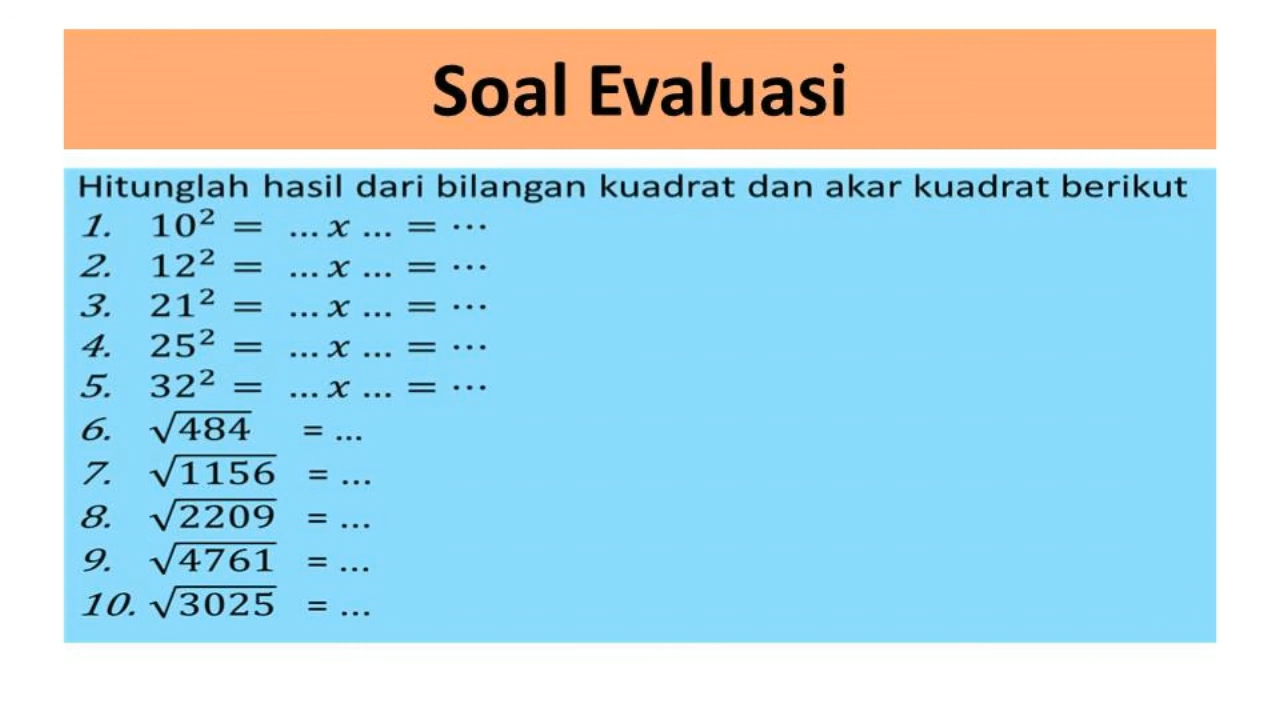 Soal Evaluasi
Hitunglah hasil dari bilangan kuadrat dan akar kuadrat berikut
1. 10² = ... x ... = ⋯
2. 12² = ... x ... = ⋯
3. 21² = ... x ... = ⋯
4. 25² = ... x ... = ⋯
5. 32² = ... x ... = ⋯
6. √484 = ...
7. √1156 = ...
8. √2209 = ...
9. √4761 = ...
10. √3025 = ...